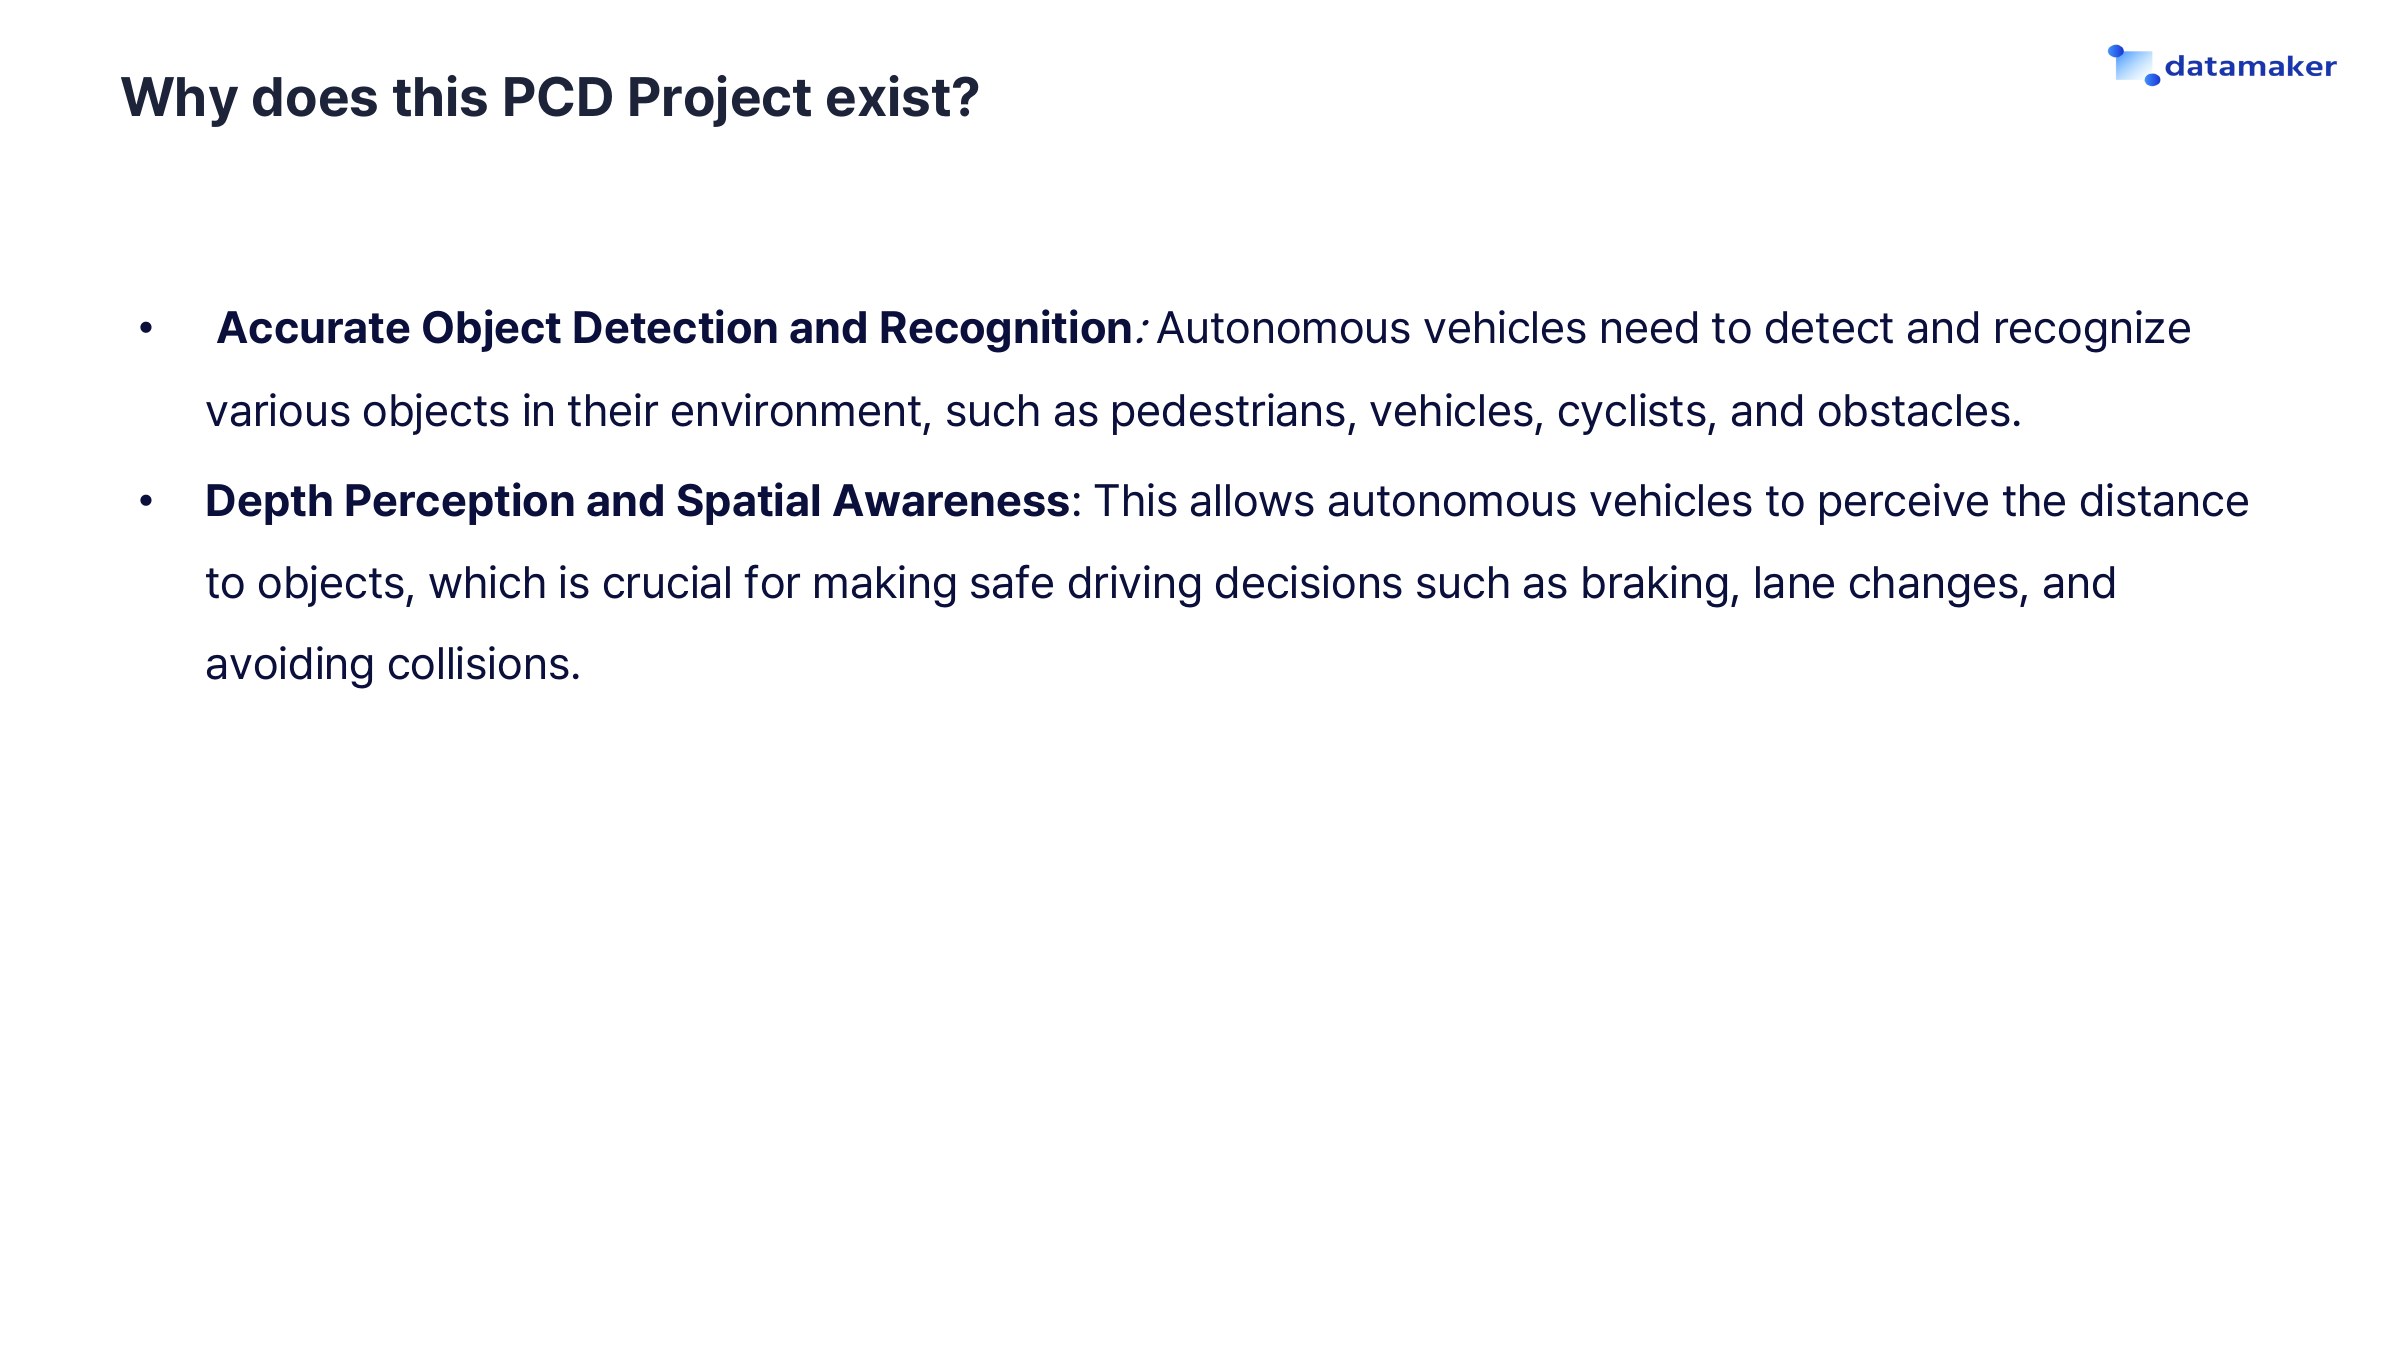 Why does this PCD Project exist?
datamaker
• Accurate Object Detection and Recognition: Autonomous vehicles need to detect and recognize
various objects in their environment, such as pedestrians, vehicles, cyclists, and obstacles.
• Depth Perception and Spatial Awareness: This allows autonomous vehicles to perceive the distance
to objects, which is crucial for making safe driving decisions such as braking, lane changes, and
avoiding collisions.